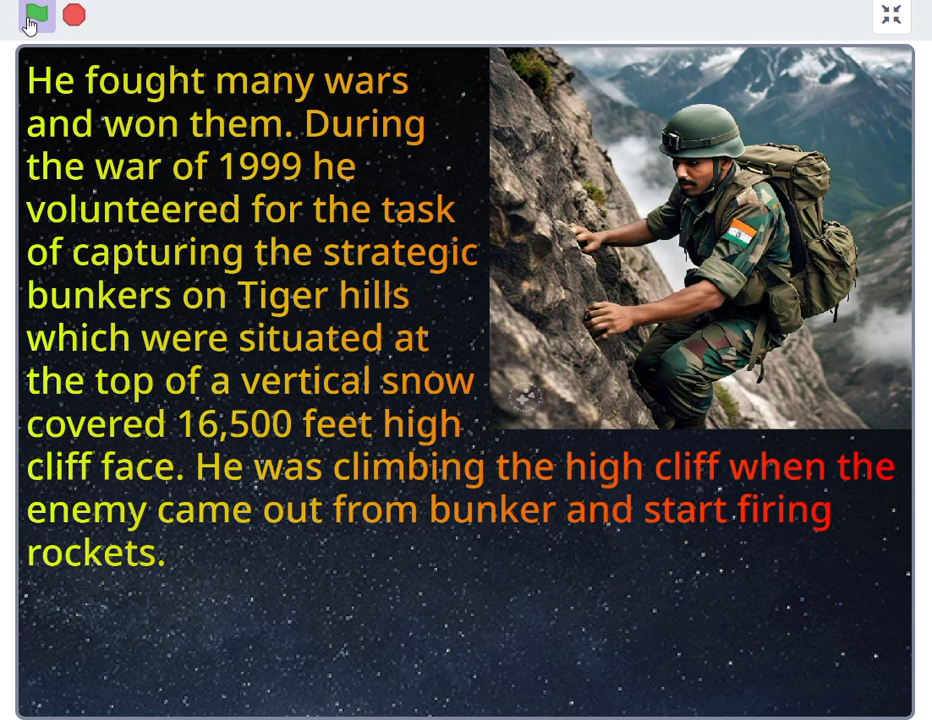 He fought many wars
and won them. During
the war of 1999 he
volunteered for the task
of capturing the strategic
bunkers on Tiger hills
which were situated at
the top of a vertical snow
covered 16,500 feet high
cliff face. He was climbing the high cliff when the
enemy came out from bunker and start firing
rockets.